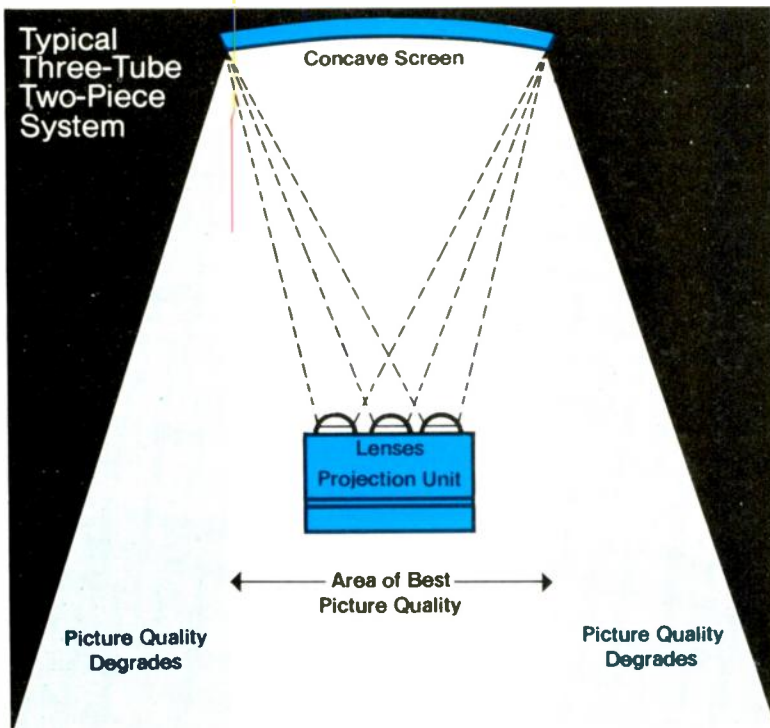 Typical
Three-Tube
Two-Piece
System
Concave Screen
Lenses
Projection Unit
Area of Best
Picture Quality
Picture Quality
Degrades
Picture Quality
Degrades